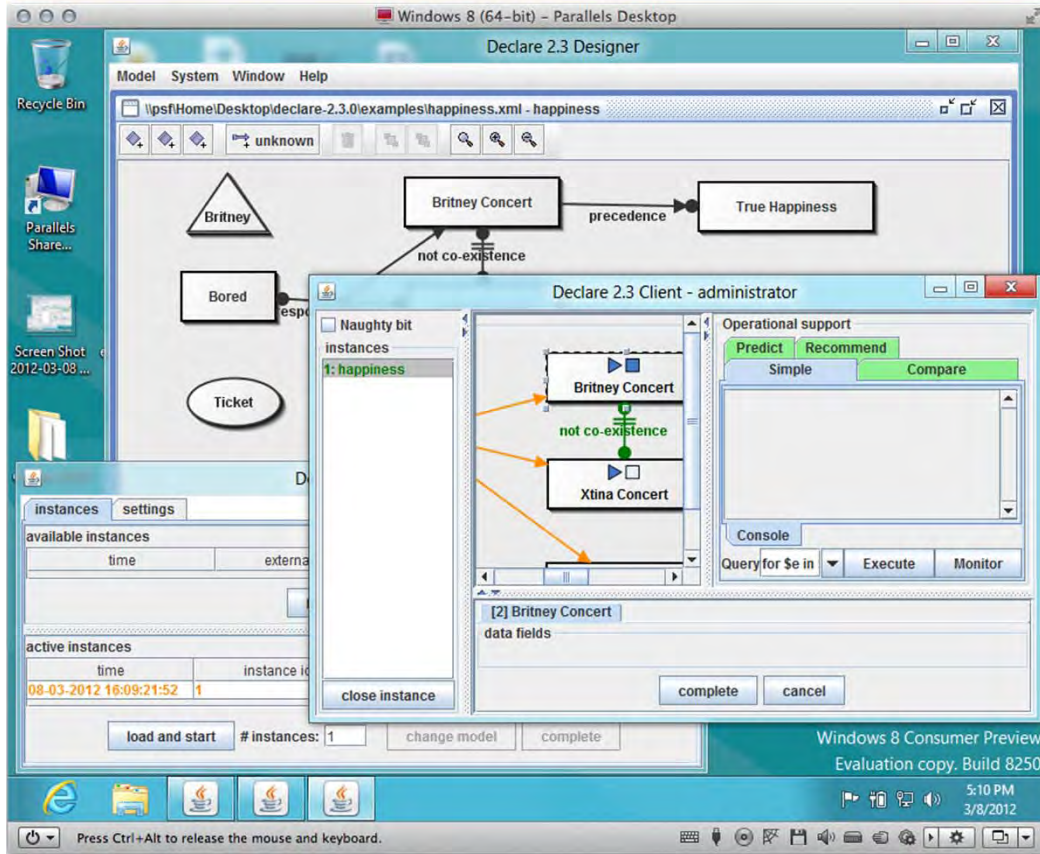 Windows 8 (64-bit) – Parallels Desktop
Recycle Bin
Parallels
Share...
Screen Shot
2012-03-08 ...
Declare 2.3 Designer
Model System Window Help
\\psf\Home\Desktop\declare-2.3.0\examples\happiness.xml - happiness
unknown
Britney
Britney Concert
precedence
True Happiness
not co-existence
Bored
Ticket
Declare 2.3 Client - administrator
Naughty bit
instances
1: happiness
close instance
Britney Concert
not co-existence
Xtina Concert
Operational support
Predict Recommend
Simple Compare
Console
Query for $e in Execute Monitor
[2] Britney Concert
data fields
complete cancel
instances settings
available instances
time
active instances
time
08-03-2012 16:09:21:52 1
load and start # instances: 1 change model complete
Windows 8 Consumer Preview
Evaluation copy. Build 8250
5:10 PM
3/8/2012
Press Ctrl+Alt to release the mouse and keyboard.